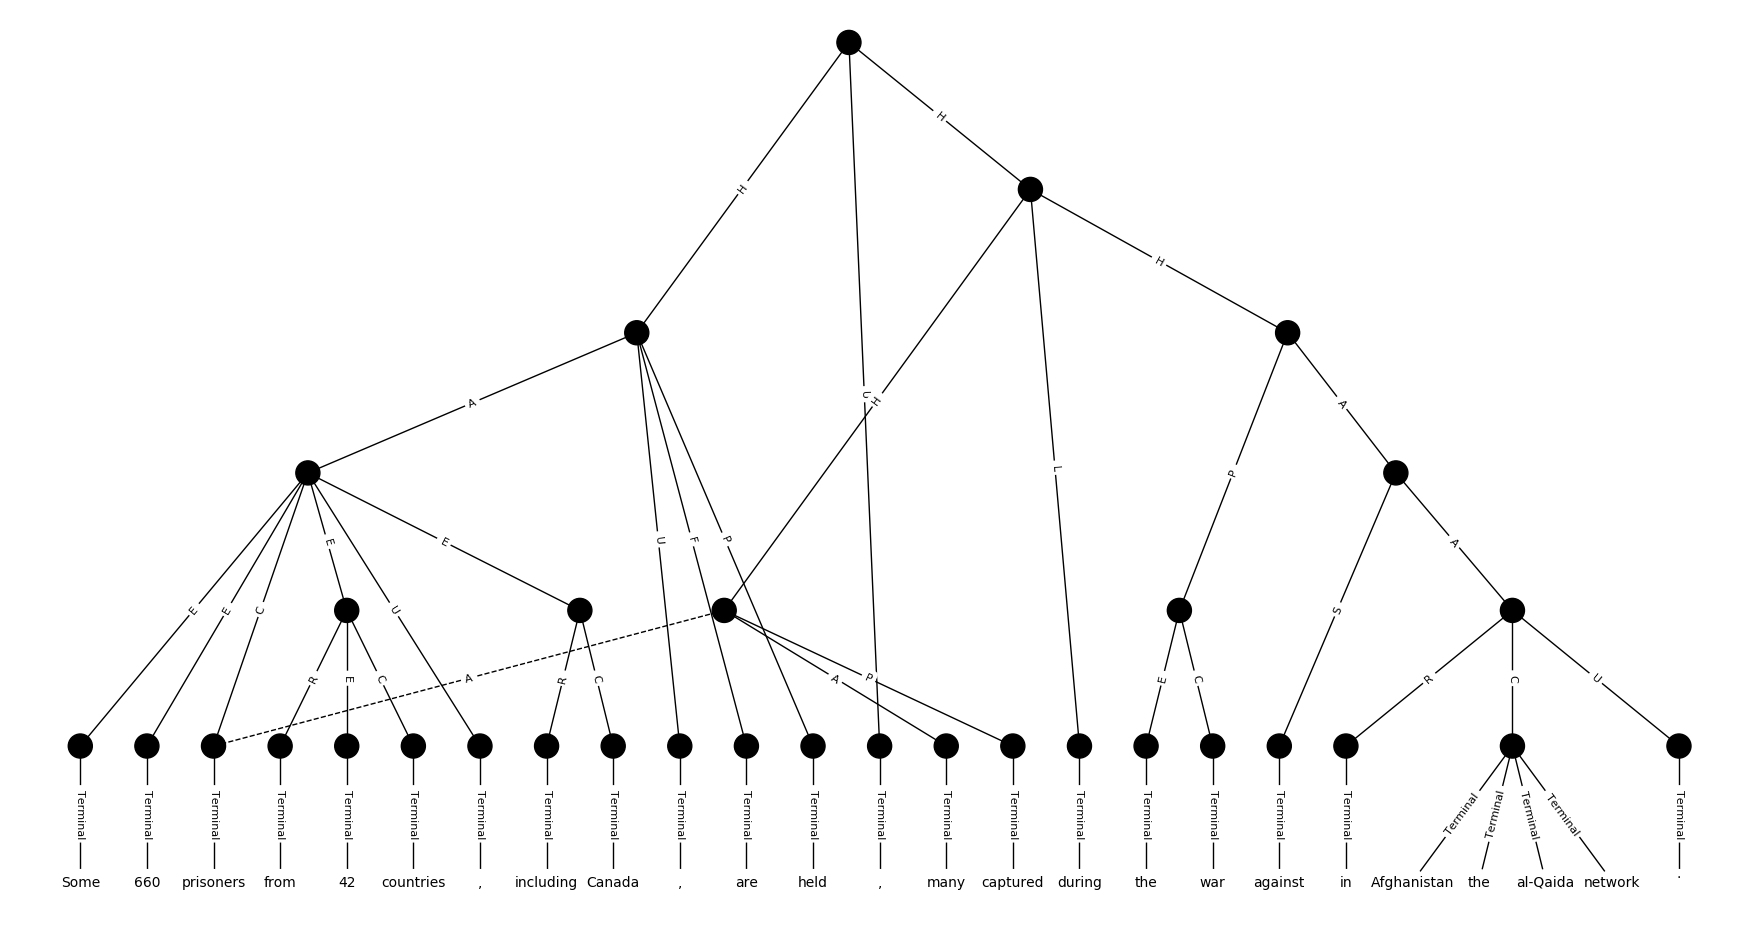 H
H
H
H
A
U
H
A
L
P
E
E
U
F
P
A
E
E
C
U
S
R
E
C
A
R
C
A
P
E
C
R
C
U
Terminal Terminal Terminal Terminal Terminal Terminal Terminal Terminal Terminal Terminal Terminal Terminal Terminal Terminal Terminal Terminal Terminal Terminal Terminal Terminal Terminal Terminal Terminal Terminal Terminal
Some 660 prisoners from 42 countries , including Canada , are held , many captured during the war against in Afghanistan the al-Qaida network .